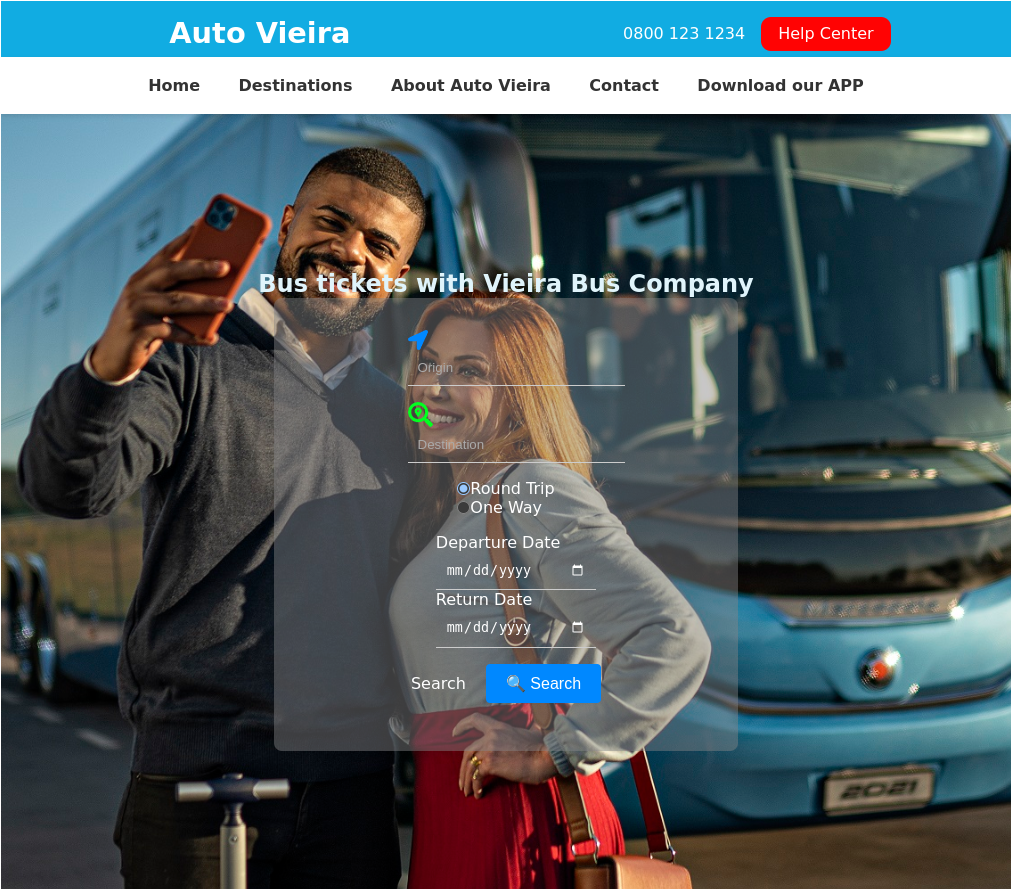 Auto Vieira
0800 123 1234
Help Center
Home
Destinations
About Auto Vieira
Contact
Download our APP
Bus tickets with Vieira Bus Company
Origin
Destination
Round Trip
One Way
Departure Date
mm/dd/yyyy
Return Date
mm/dd/yyyy
Search
🔍 Search
2021